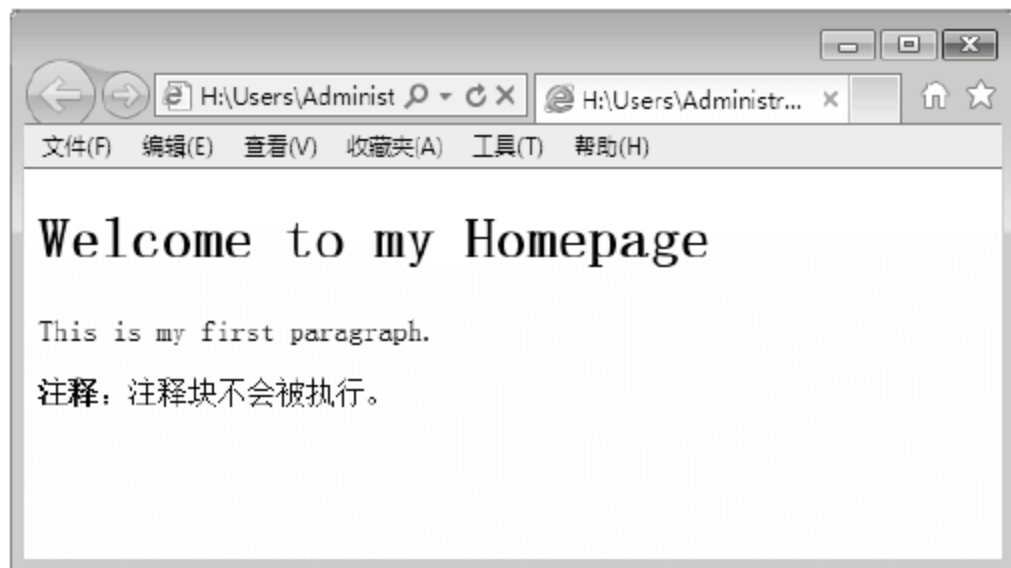 H:\Users\Administ
H:\Users\Administr...
文件(F) 编辑(E) 查看(V) 收藏夹(A) 工具(T) 帮助(H)
Welcome to my Homepage
This is my first paragraph.
注释：注释块不会被执行。